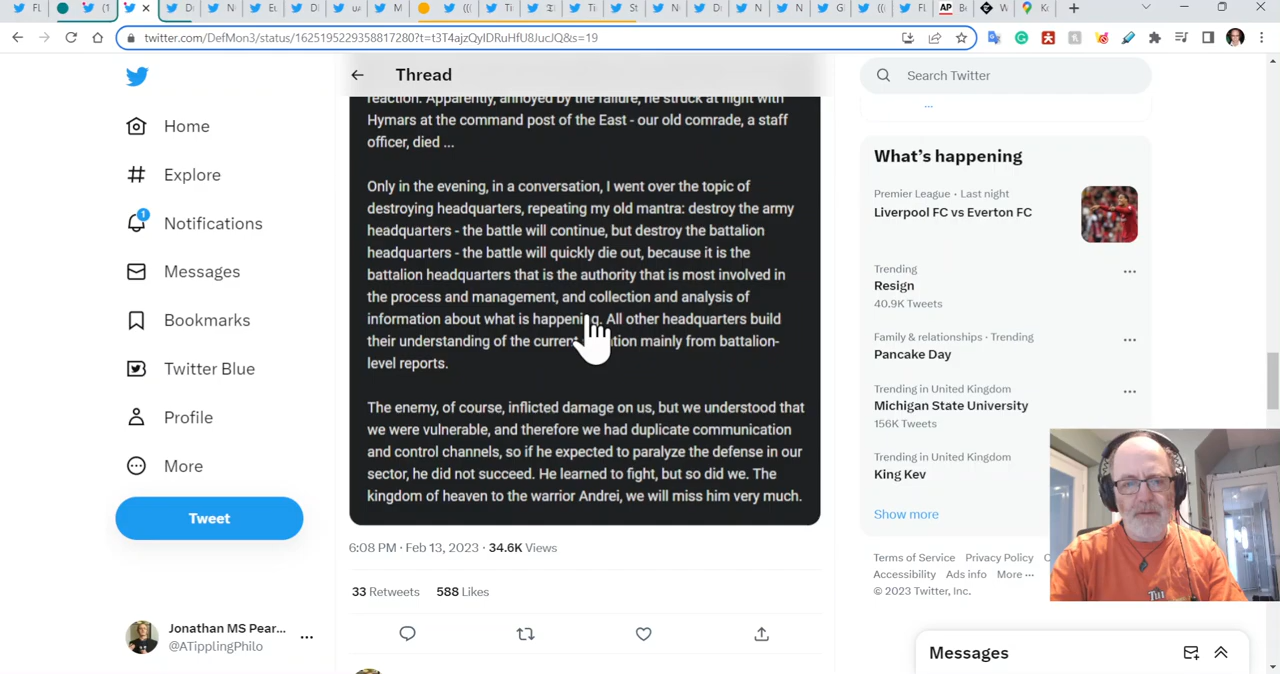 FL
(1
D
N
Et
Di
uA
M
((
Ti
Ti
St
N
D
N
N
G
((
FL
AP
B
W
Kc
twitter.com/DefMon3/status/1625195229358817280?t=t3T4ajzQyIDRuHfU8JucJQ&s=19
Thread
Search Twitter
Home
Explore
1
Notifications
Messages
Bookmarks
Twitter Blue
Profile
More
Tweet
Jonathan MS Pear...
@ATipplingPhilo
reaction. Apparently, annoyed by the failure, he struck at night with
Hymars at the command post of the East - our old comrade, a staff
officer, died ...
Only in the evening, in a conversation, I went over the topic of
destroying headquarters, repeating my old mantra: destroy the army
headquarters - the battle will continue, but destroy the battalion
headquarters - the battle will quickly die out, because it is the
battalion headquarters that is the authority that is most involved in
the process and management, and collection and analysis of
information about what is happening. All other headquarters build
their understanding of the current mainly from battalion-
level reports.
The enemy, of course, inflicted damage on us, but we understood that
we were vulnerable, and therefore we had duplicate communication
and control channels, so if he expected to paralyze the defense in our
sector, he did not succeed. He learned to fight, but so did we. The
kingdom of heaven to the warrior Andrei, we will miss him very much.
6:08 PM · Feb 13, 2023 · 34.6K Views
33 Retweets 588 Likes
What's happening
Premier League · Last night
Liverpool FC vs Everton FC
Trending
Resign
40.9K Tweets
Family & relationships · Trending
Pancake Day
Trending in United Kingdom
Michigan State University
156K Tweets
Trending in United Kingdom
King Kev
Show more
Terms of Service Privacy Policy C
Accessibility Ads info More ...
© 2023 Twitter, Inc.
Messages